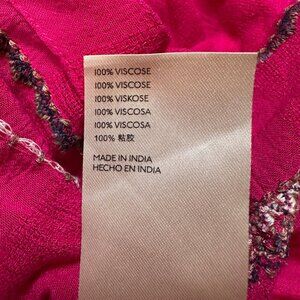 100% VISCOSE
100% VISCOSE
100% VISKOSE
100% VISCOSA
100% VISCOSA
100% 粘胶
MADE IN INDIA
HECHO EN INDIA